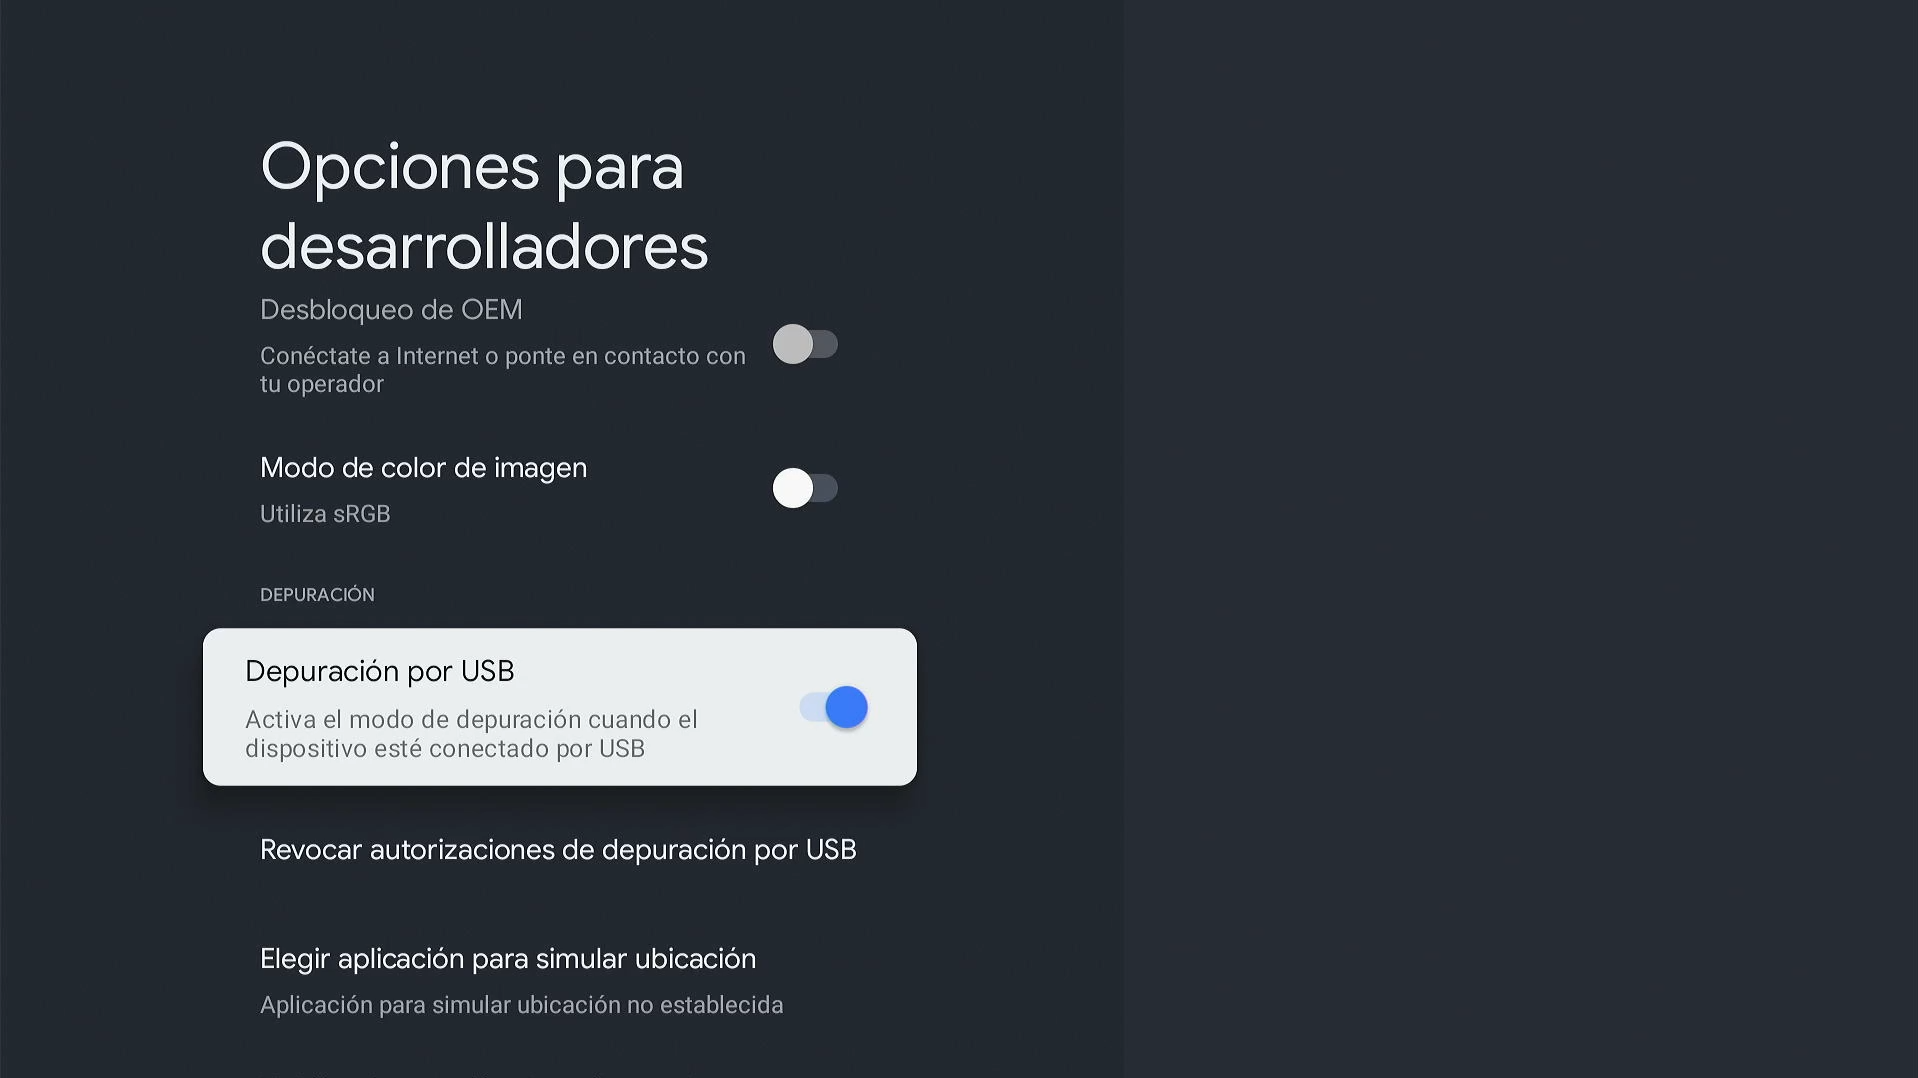 Opciones para
desarrolladores
Desbloqueo de OEM
Conéctate a Internet o ponte en contacto con
tu operador
Modo de color de imagen
Utiliza sRGB
DEPURACIÓN
Depuración por USB
Activa el modo de depuración cuando el
dispositivo esté conectado por USB
Revocar autorizaciones de depuración por USB
Elegir aplicación para simular ubicación
Aplicación para simular ubicación no establecida